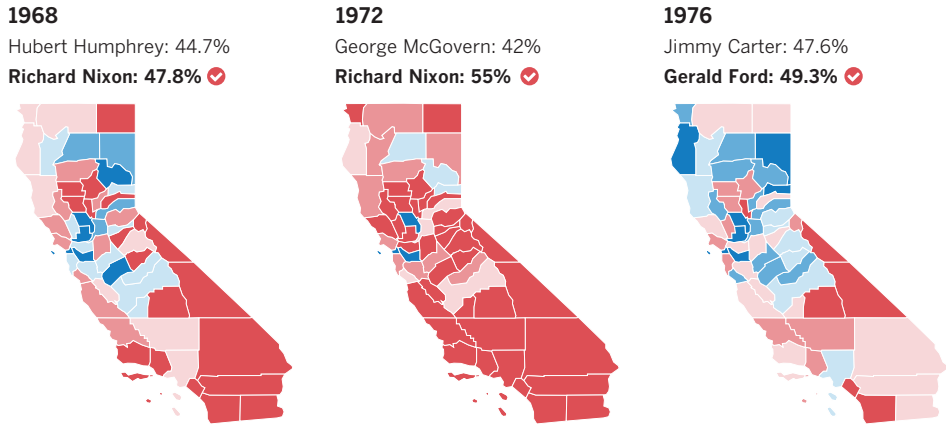 1968
Hubert Humphrey: 44.7%
Richard Nixon: 47.8%
1972
George McGovern: 42%
Richard Nixon: 55%
1976
Jimmy Carter: 47.6%
Gerald Ford: 49.3%